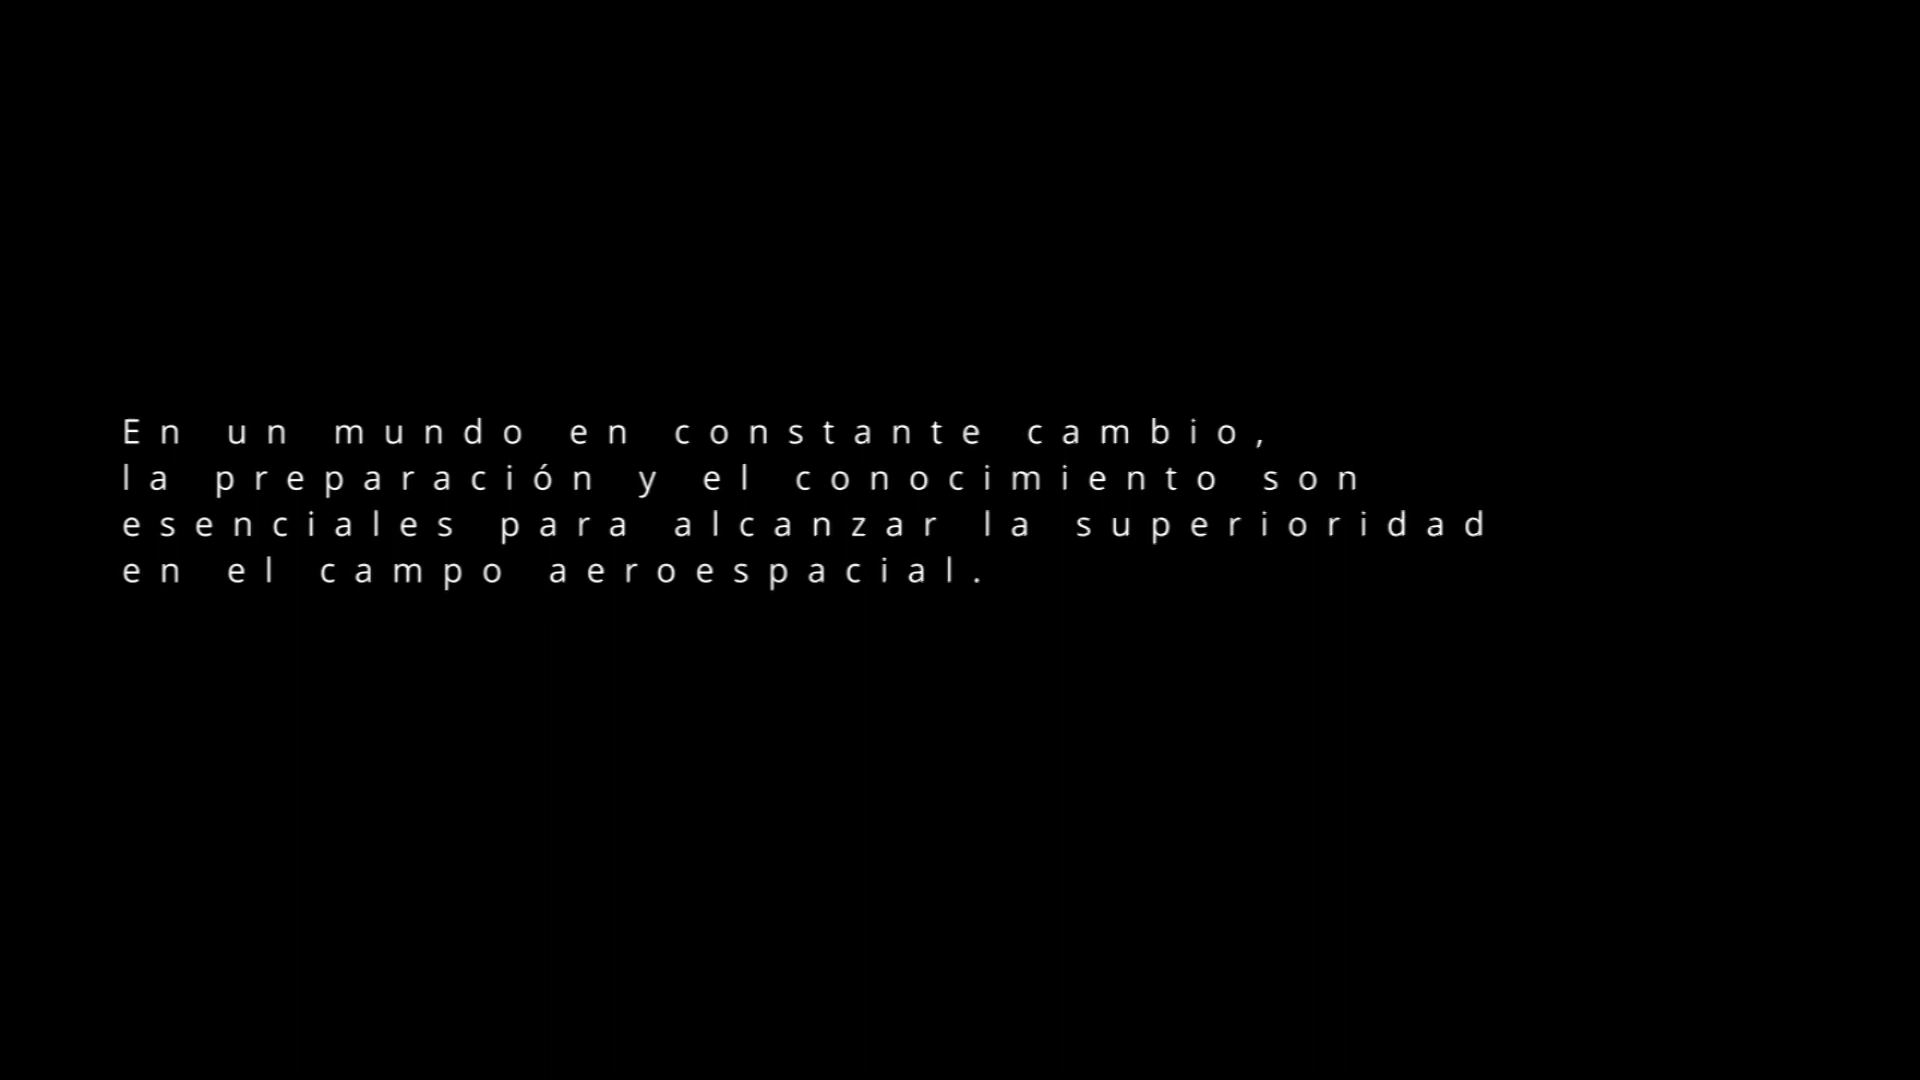 En un mundo en constante cambio,
la preparación y el conocimiento son
esenciales para alcanzar la superioridad
en el campo aeroespacial.